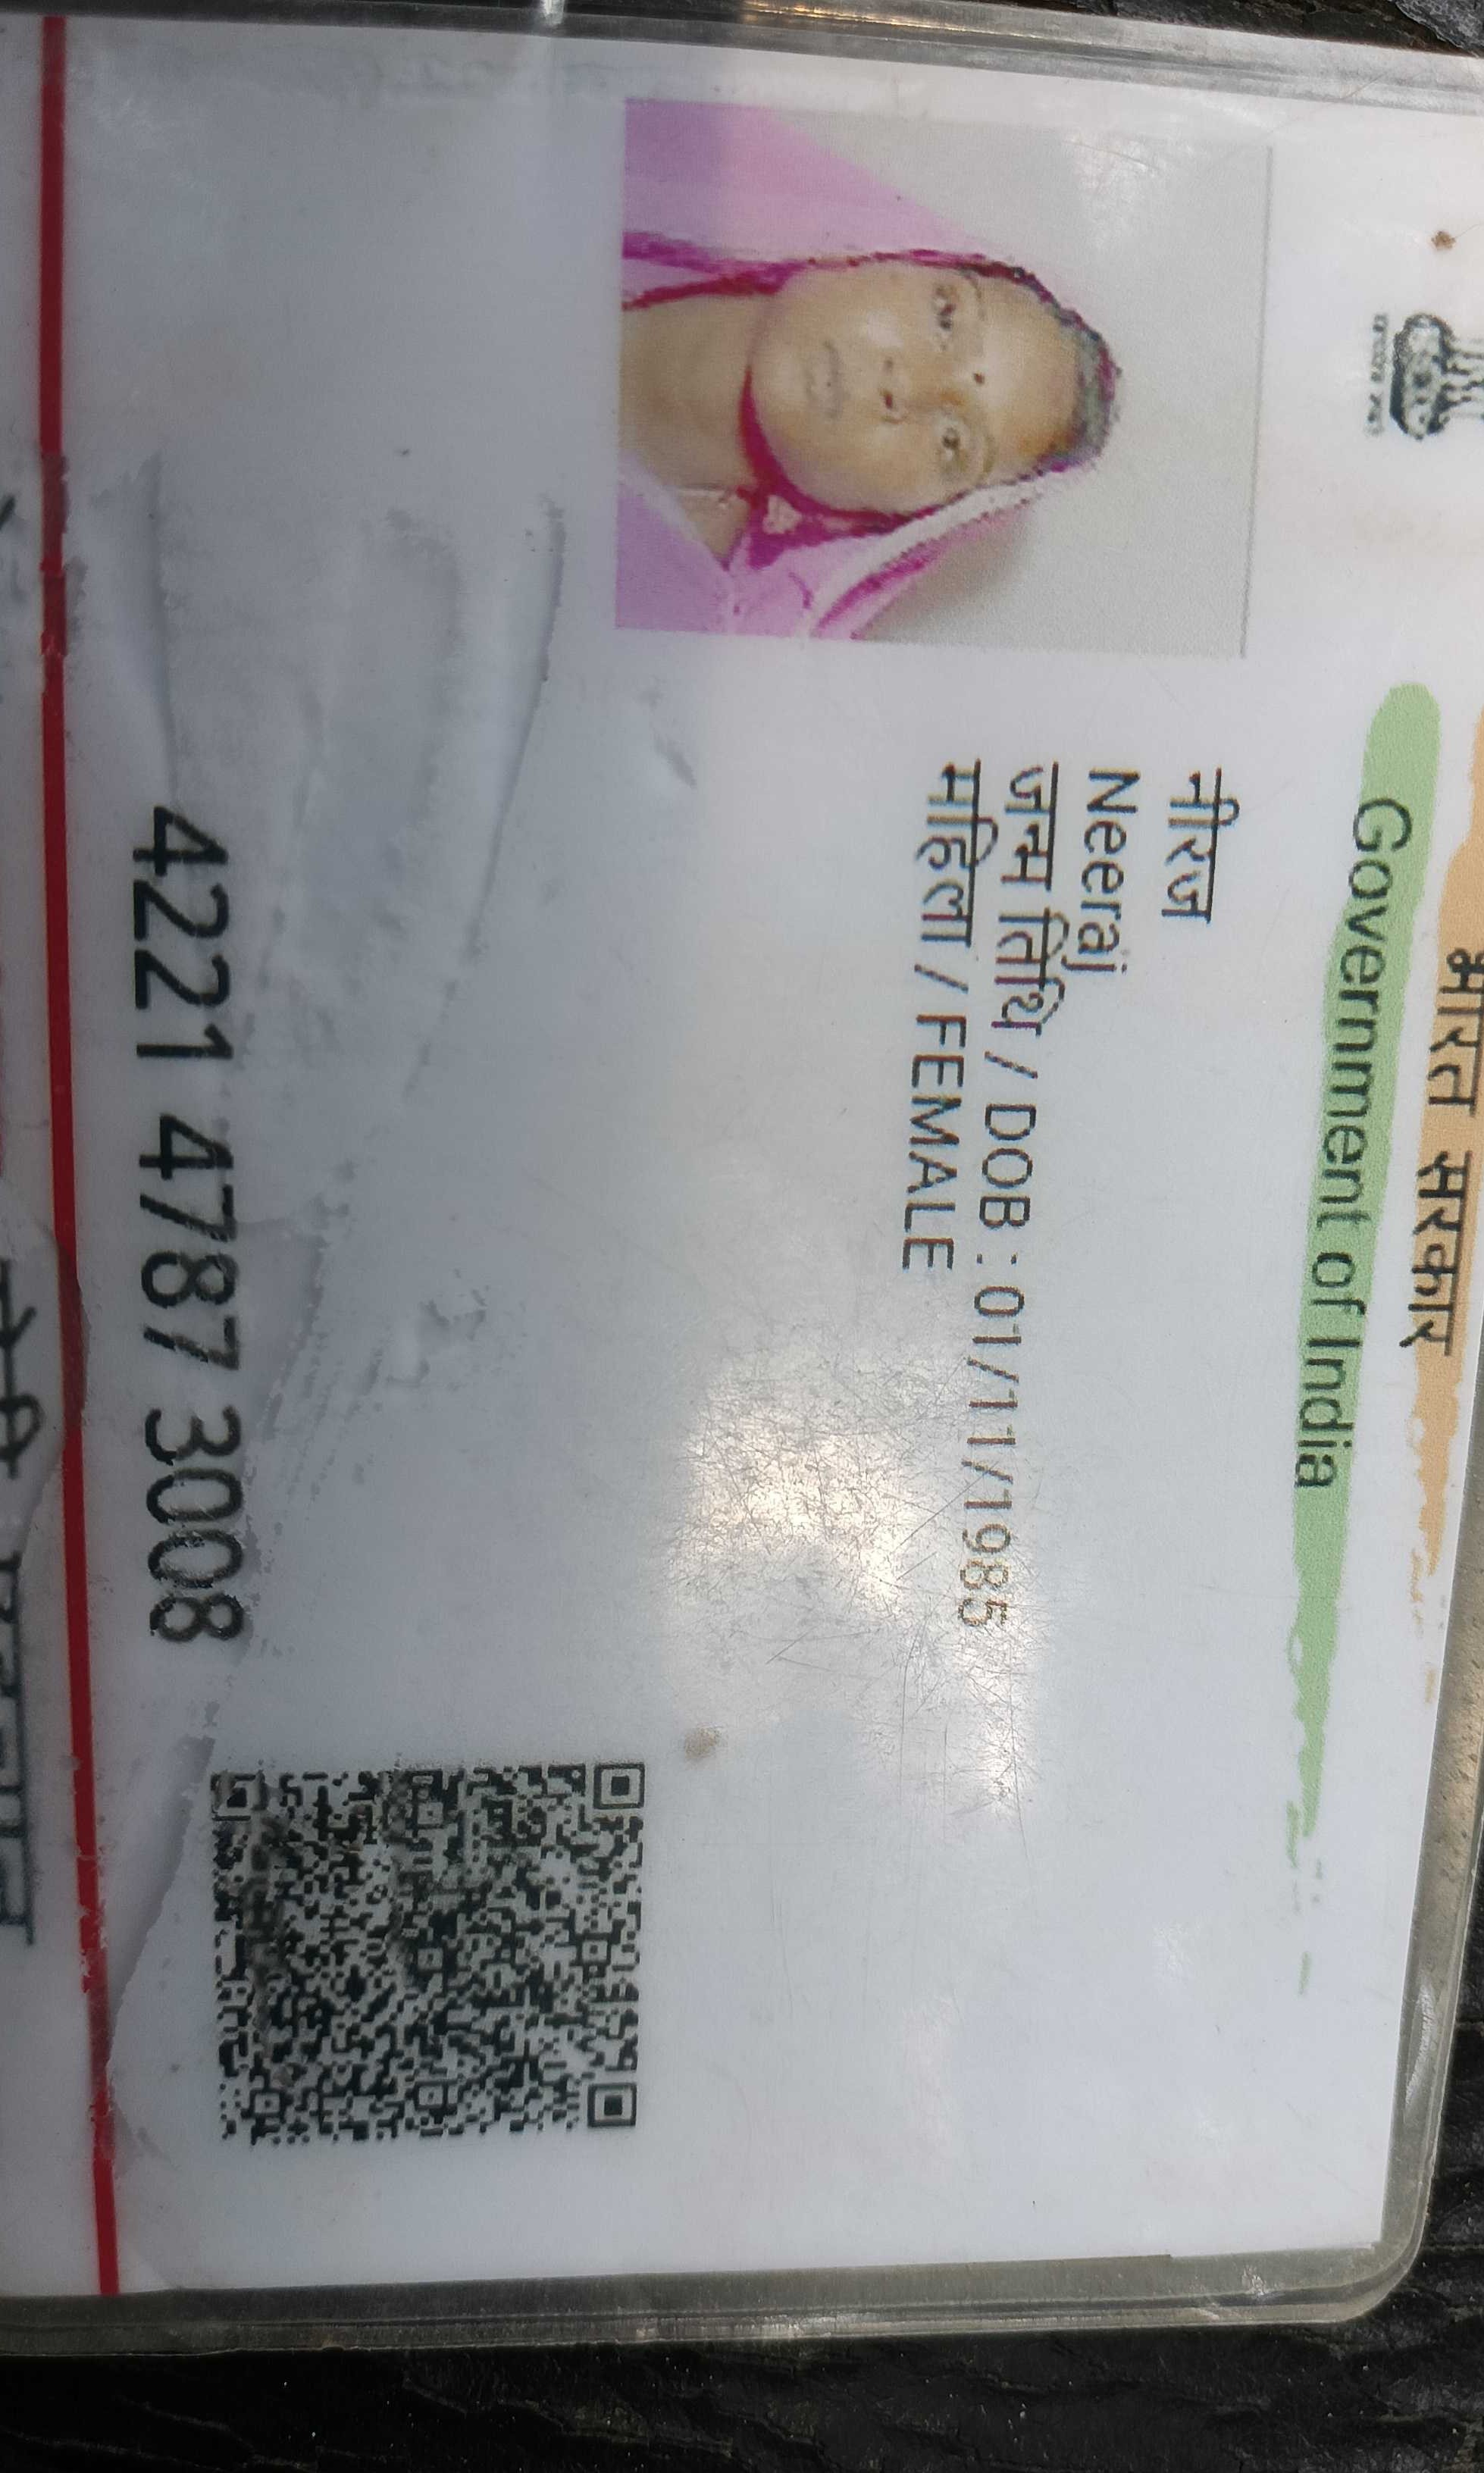 भारत सरकार
Government of India
नीरज
Neeraj
जन्म तिथि / DOB : 01/11/1985
महिला / FEMALE
4221 4787 3008